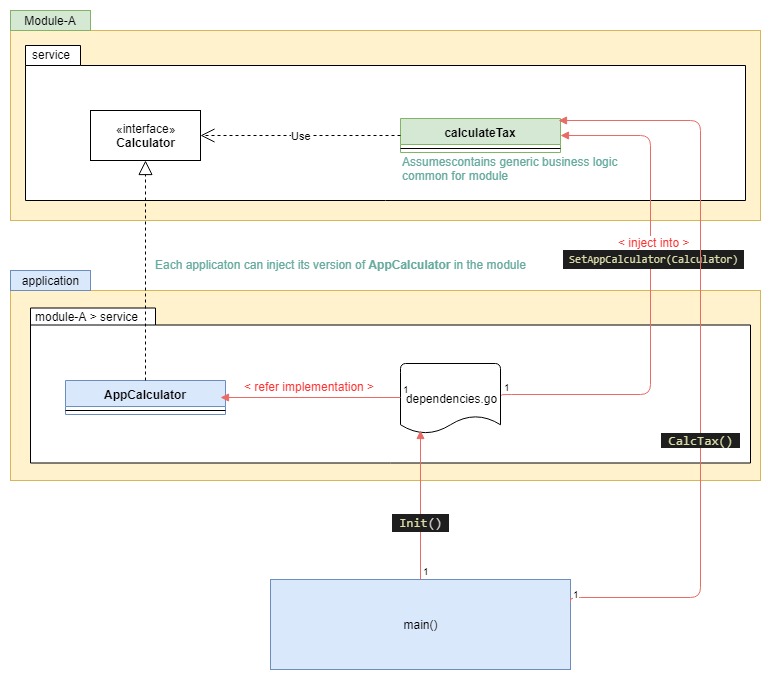 Module-A
service
«interface»
Calculator
Use
calculateTax
Assumescontains generic business logic
common for module
< inject into >
SetAppCalculator(Calculator)
Each applicaton can inject its version of AppCalculator in the module
application
module-A > service
AppCalculator
< refer implementation >
1
dependencies.go
1
CalcTax()
Init()
1
1
main()